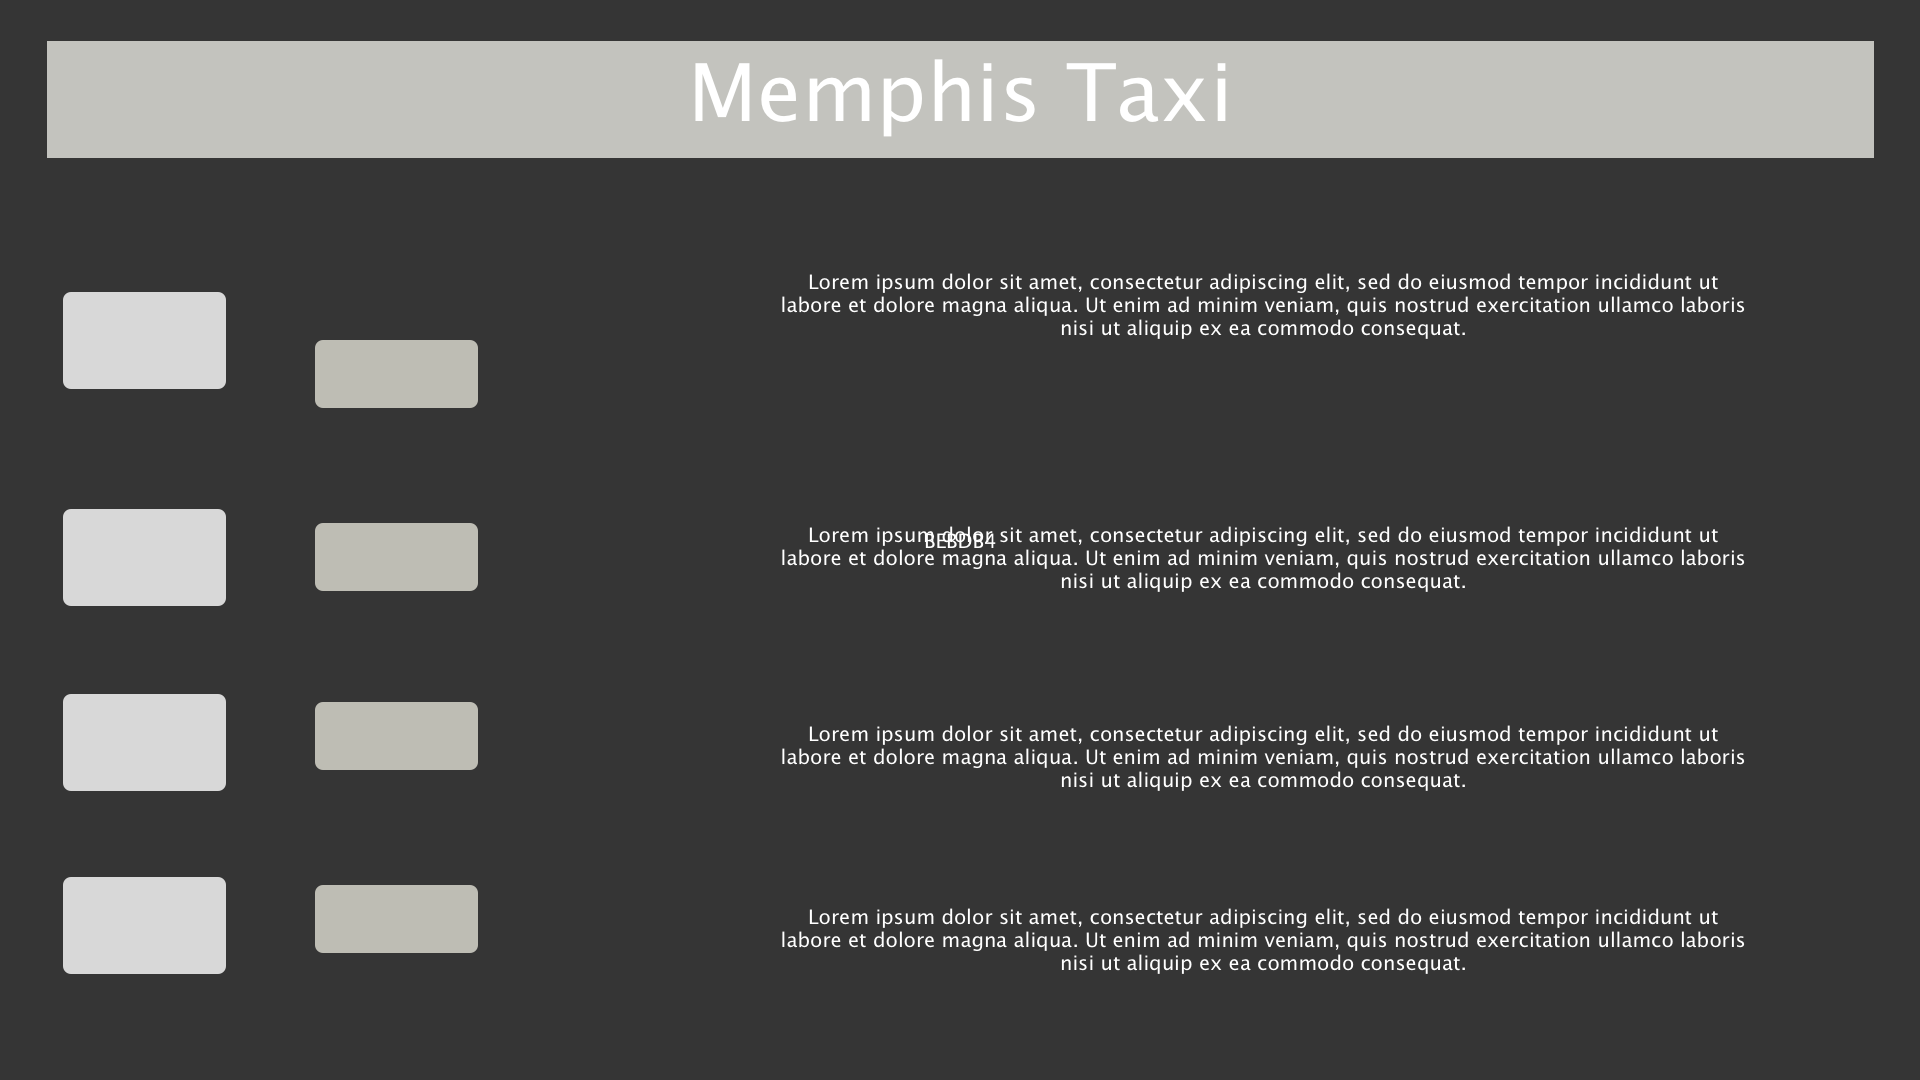 Memphis Taxi
Lorem ipsum dolor sit amet, consectetur adipiscing elit, sed do eiusmod tempor incididunt ut
labore et dolore magna aliqua. Ut enim ad minim veniam, quis nostrud exercitation ullamco laboris
nisi ut aliquip ex ea commodo consequat.
Lorem ipsum dolor sit amet, consectetur adipiscing elit, sed do eiusmod tempor incididunt ut
BEBDB4
labore et dolore magna aliqua. Ut enim ad minim veniam, quis nostrud exercitation ullamco laboris
nisi ut aliquip ex ea commodo consequat.
Lorem ipsum dolor sit amet, consectetur adipiscing elit, sed do eiusmod tempor incididunt ut
labore et dolore magna aliqua. Ut enim ad minim veniam, quis nostrud exercitation ullamco laboris
nisi ut aliquip ex ea commodo consequat.
Lorem ipsum dolor sit amet, consectetur adipiscing elit, sed do eiusmod tempor incididunt ut
labore et dolore magna aliqua. Ut enim ad minim veniam, quis nostrud exercitation ullamco laboris
nisi ut aliquip ex ea commodo consequat.